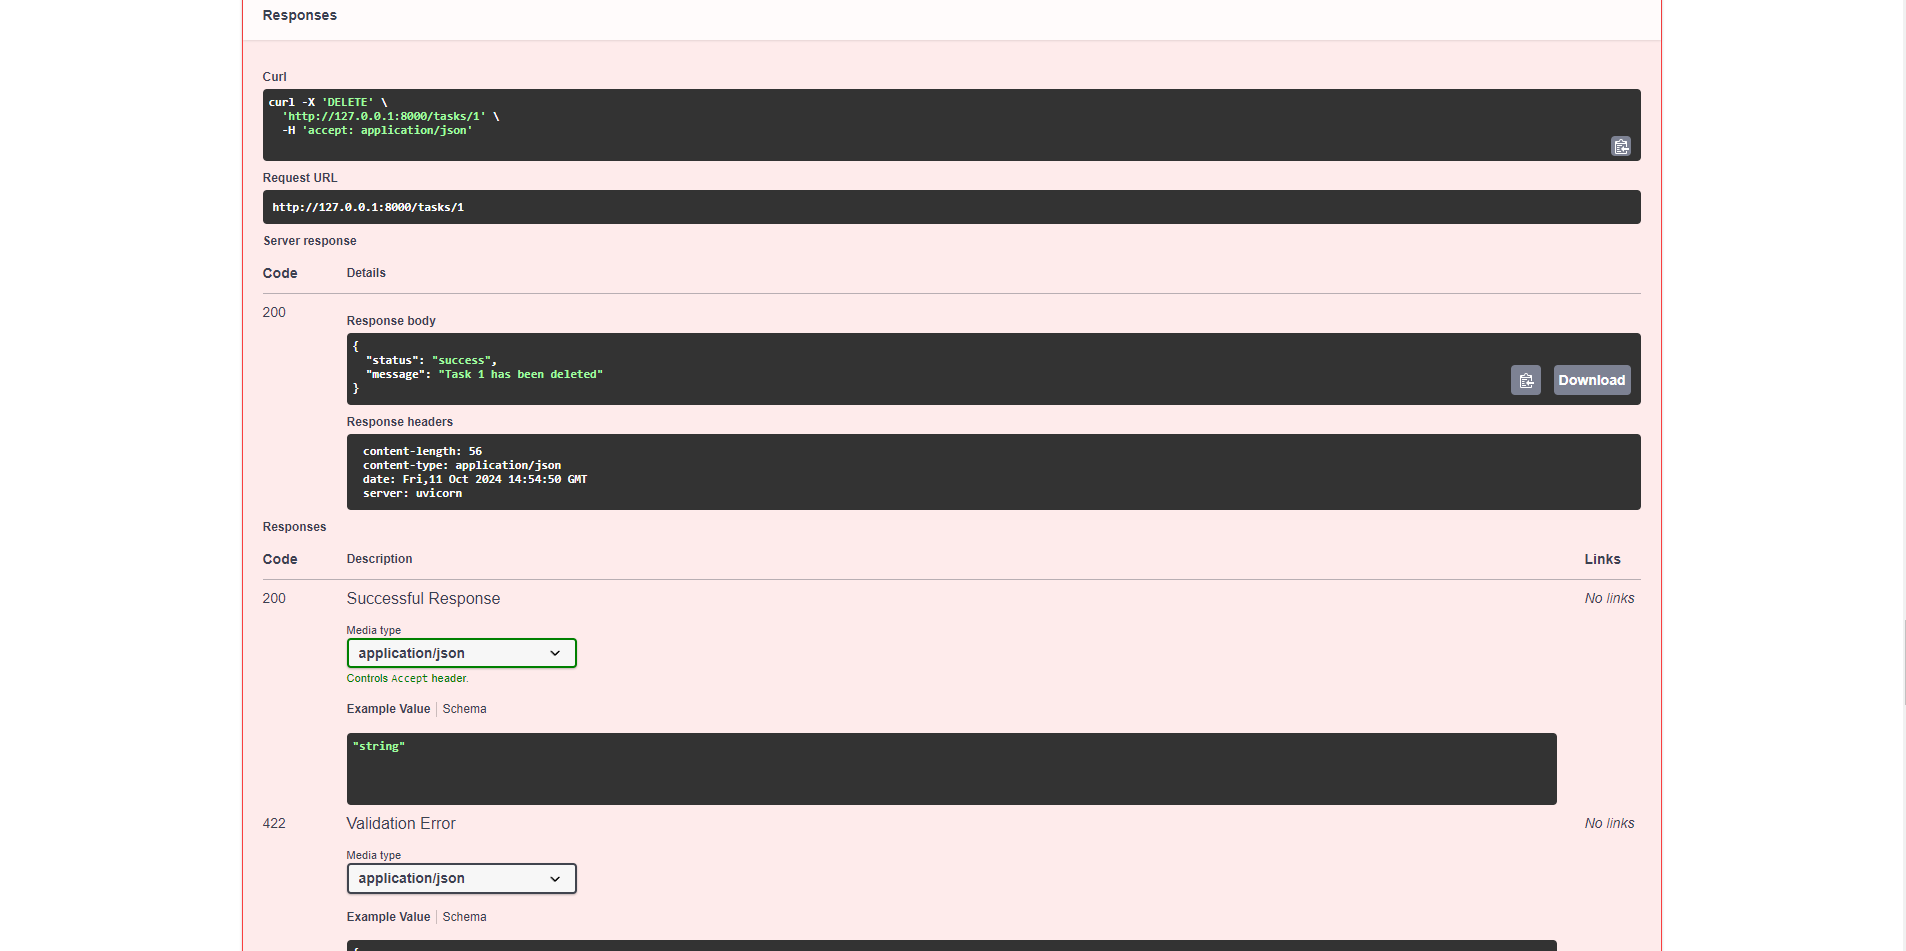 Responses
Curl
curl -X 'DELETE' \
  'http://127.0.0.1:8000/tasks/1' \
  -H 'accept: application/json'
Request URL
http://127.0.0.1:8000/tasks/1
Server response
Code Details
200
Response body
{
  "status": "success",
  "message": "Task 1 has been deleted"
}
Download
Response headers
content-length: 56
content-type: application/json
date: Fri,11 Oct 2024 14:54:50 GMT
server: uvicorn
Responses
Code Description Links
200 Successful Response No links
Media type
application/json
Controls Accept header.
Example Value Schema
"string"
422 Validation Error No links
Media type
application/json
Example Value Schema